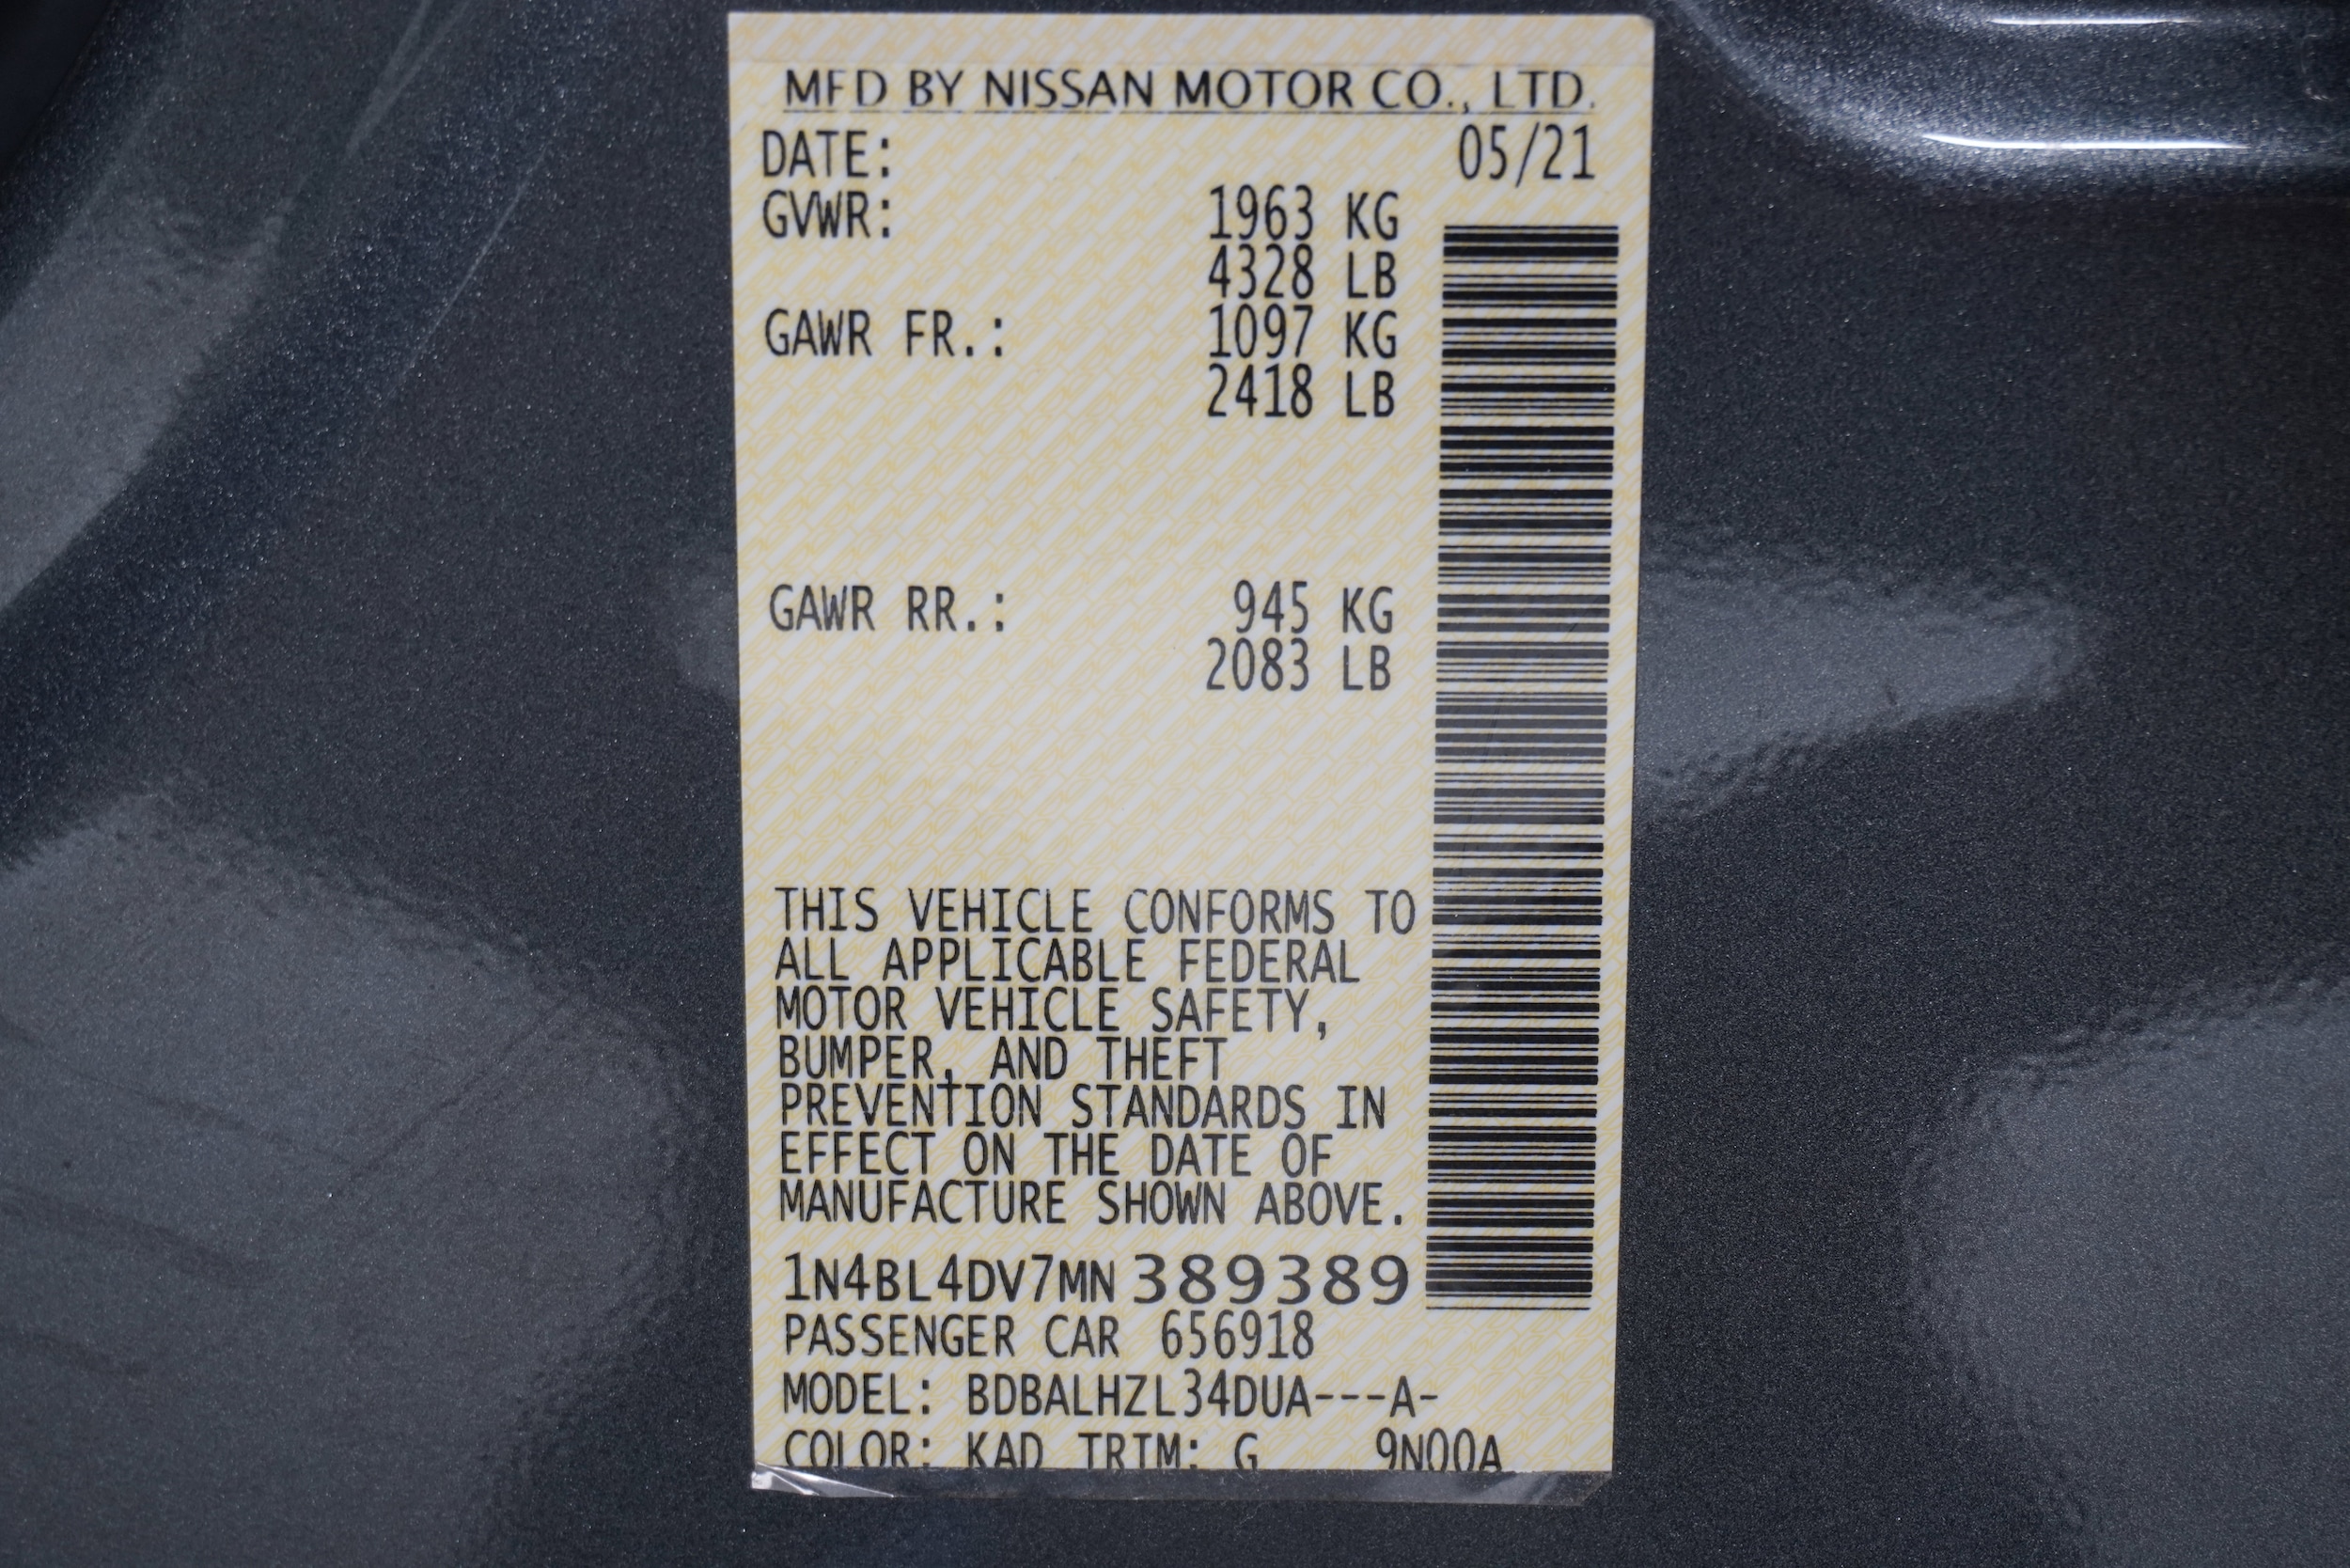 MFD BY NISSAN MOTOR CO., LTD.
DATE: 05/21
GVWR: 1963 KG
4328 LB
GAWR FR.: 1097 KG
2418 LB
GAWR RR.: 945 KG
2083 LB
THIS VEHICLE CONFORMS TO
ALL APPLICABLE FEDERAL
MOTOR VEHICLE SAFETY,
BUMPER, AND THEFT
PREVENTION STANDARDS IN
EFFECT ON THE DATE OF
MANUFACTURE SHOWN ABOVE.
1N4BL4DV7MN389389
PASSENGER CAR 656918
MODEL: BDBALHZL34DUA---A-
COLOR: KAD TRIM: G 9N00A